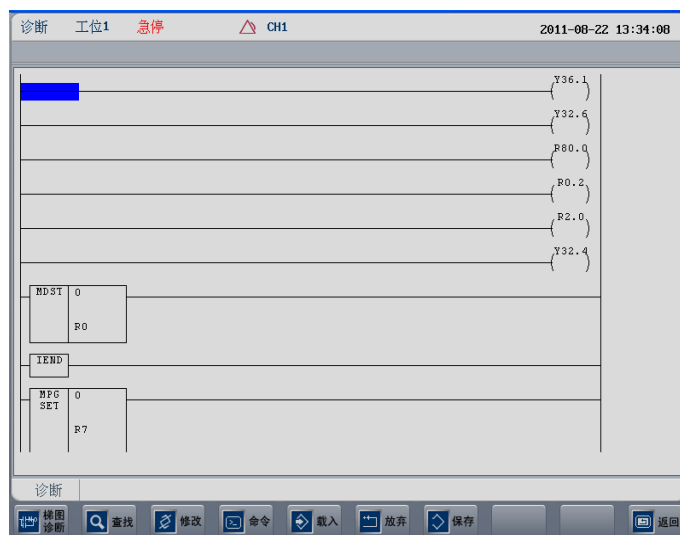 诊断 工位1 急停 CH1 2011-08-22 13:34:08
Y36.1
Y32.6
R80.0
R0.2
R2.0
Y32.4
MDST 0
R0
IEND
MPG 0
SET
R7
诊断
梯图诊断 查找 修改 命令 载入 放弃 保存 返回